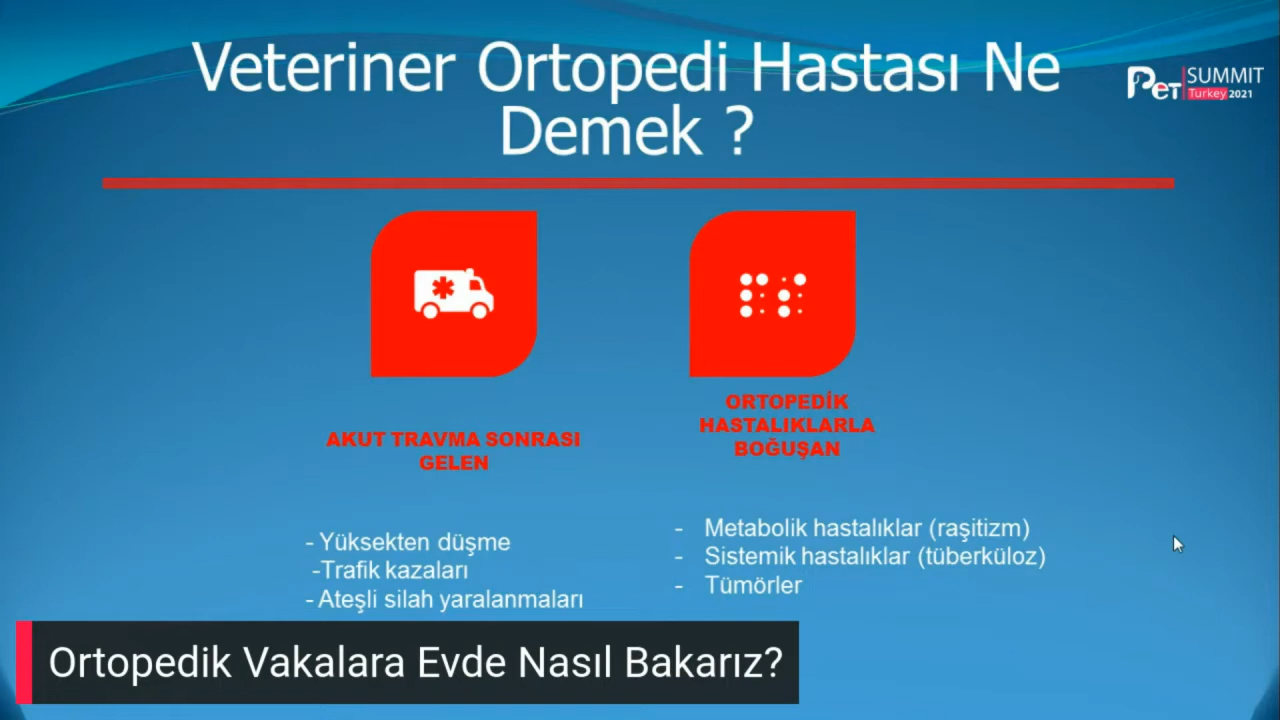 Veteriner Ortopedi Hastası Ne
Demek ?
PET SUMMIT
Turkey 2021
AKUT TRAVMA SONRASI
GELEN
- Yüksekten düşme
-Trafik kazaları
- Ateşli silah yaralanmaları
ORTOPEDİK
HASTALIKLARLA
BOĞUŞAN
- Metabolik hastalıklar (raşitizm)
- Sistemik hastalıklar (tüberküloz)
- Tümörler
Ortopedik Vakalara Evde Nasıl Bakarız?